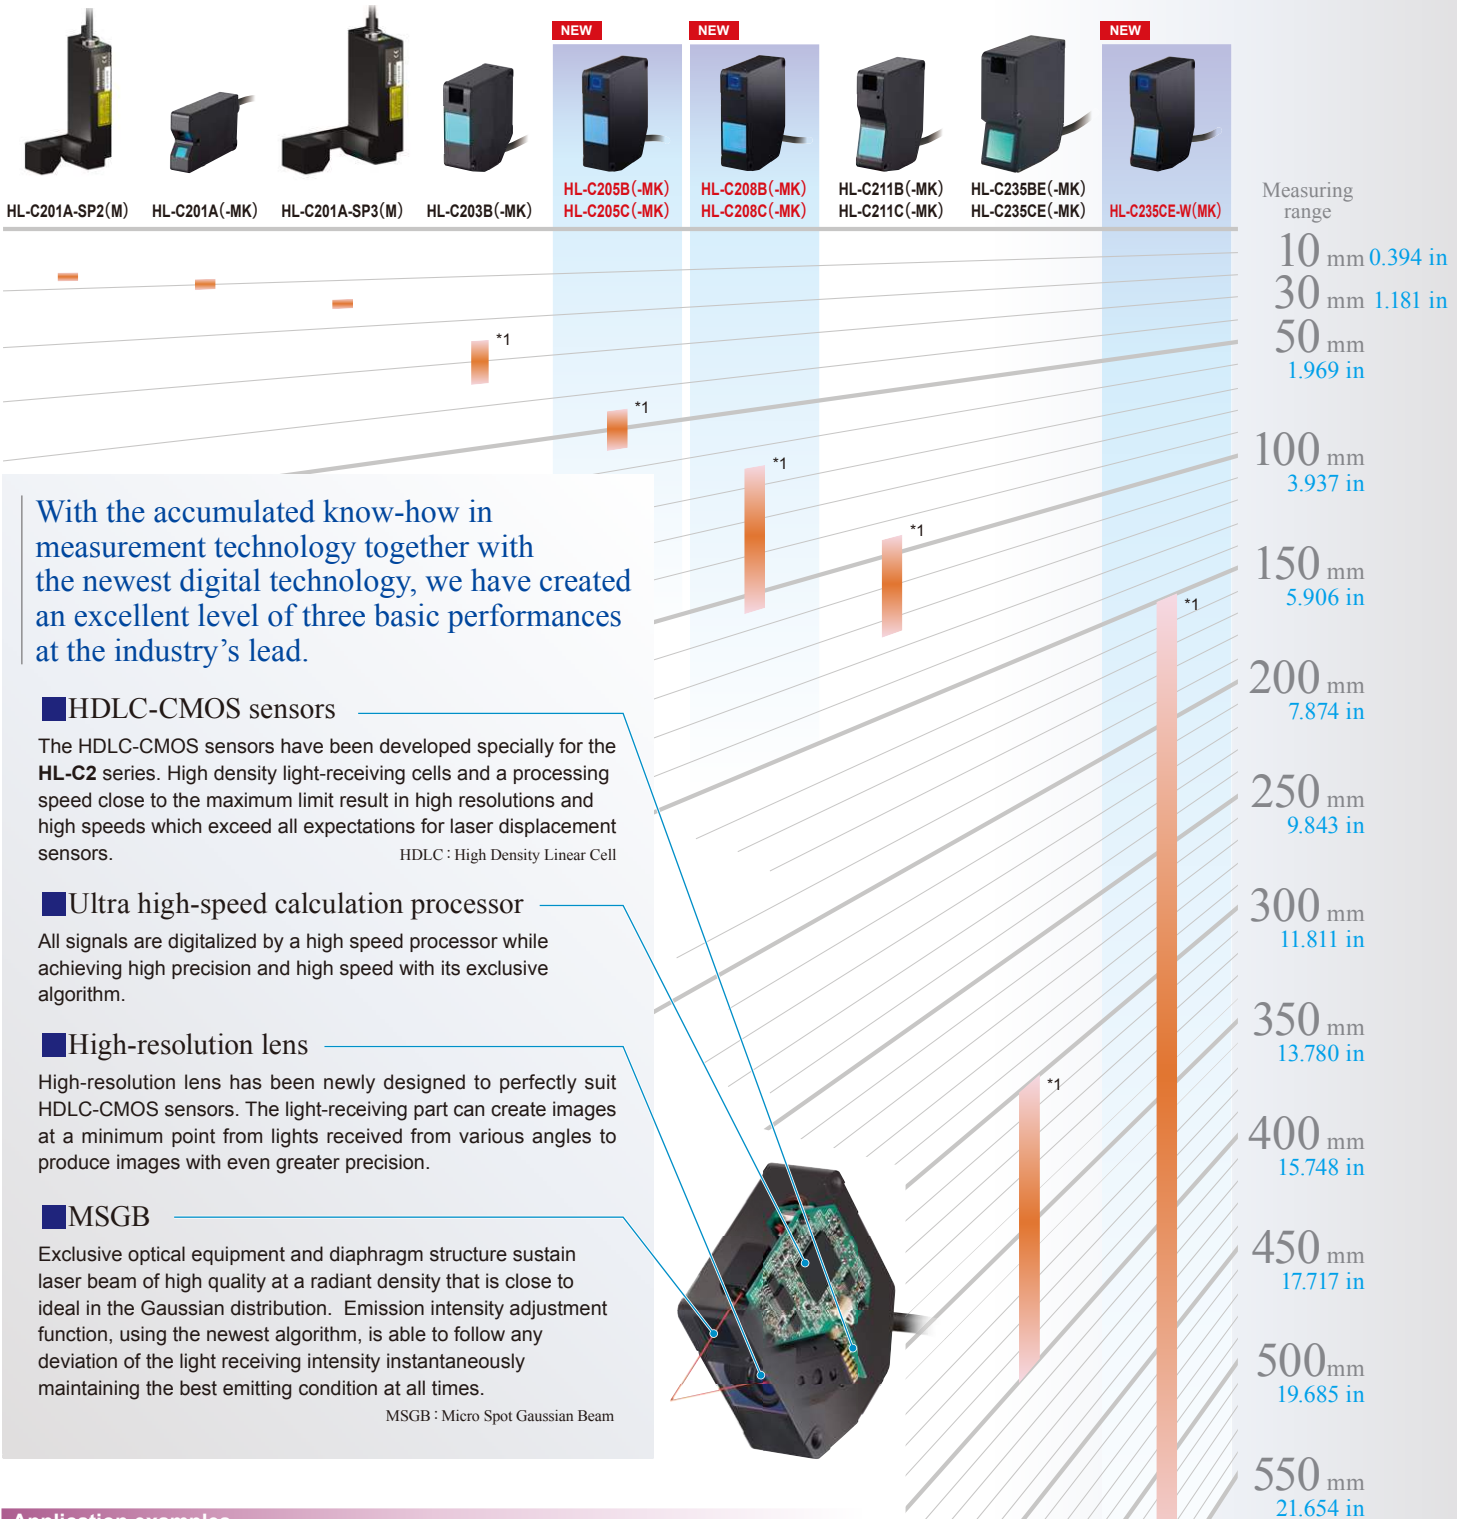 NEW
NEW
NEW
HL-C201A-SP2(M)
HL-C201A(-MK)
HL-C201A-SP3(M)
HL-C203B(-MK)
HL-C205B(-MK)
HL-C205C(-MK)
HL-C208B(-MK)
HL-C208C(-MK)
HL-C211B(-MK)
HL-C211C(-MK)
HL-C235BE(-MK)
HL-C235CE(-MK)
HL-C235CE-W(MK)
Measuring
range
10 mm 0.394 in
30 mm 1.181 in
50 mm
1.969 in
100 mm
3.937 in
150 mm
5.906 in
200 mm
7.874 in
250 mm
9.843 in
300 mm
11.811 in
350 mm
13.780 in
400 mm
15.748 in
450 mm
17.717 in
500mm
19.685 in
550 mm
21.654 in
*1
*1
*1
*1
*1
*1
With the accumulated know-how in
measurement technology together with
the newest digital technology, we have created
an excellent level of three basic performances
at the industry's lead.
■HDLC-CMOS sensors
The HDLC-CMOS sensors have been developed specially for the
HL-C2 series. High density light-receiving cells and a processing
speed close to the maximum limit result in high resolutions and
high speeds which exceed all expectations for laser displacement
sensors.
HDLC : High Density Linear Cell
■Ultra high-speed calculation processor
All signals are digitalized by a high speed processor while
achieving high precision and high speed with its exclusive
algorithm.
■High-resolution lens
High-resolution lens has been newly designed to perfectly suit
HDLC-CMOS sensors. The light-receiving part can create images
at a minimum point from lights received from various angles to
produce images with even greater precision.
■MSGB
Exclusive optical equipment and diaphragm structure sustain
laser beam of high quality at a radiant density that is close to
ideal in the Gaussian distribution. Emission intensity adjustment
function, using the newest algorithm, is able to follow any
deviation of the light receiving intensity instantaneously
maintaining the best emitting condition at all times.
MSGB : Micro Spot Gaussian Beam
Application examples